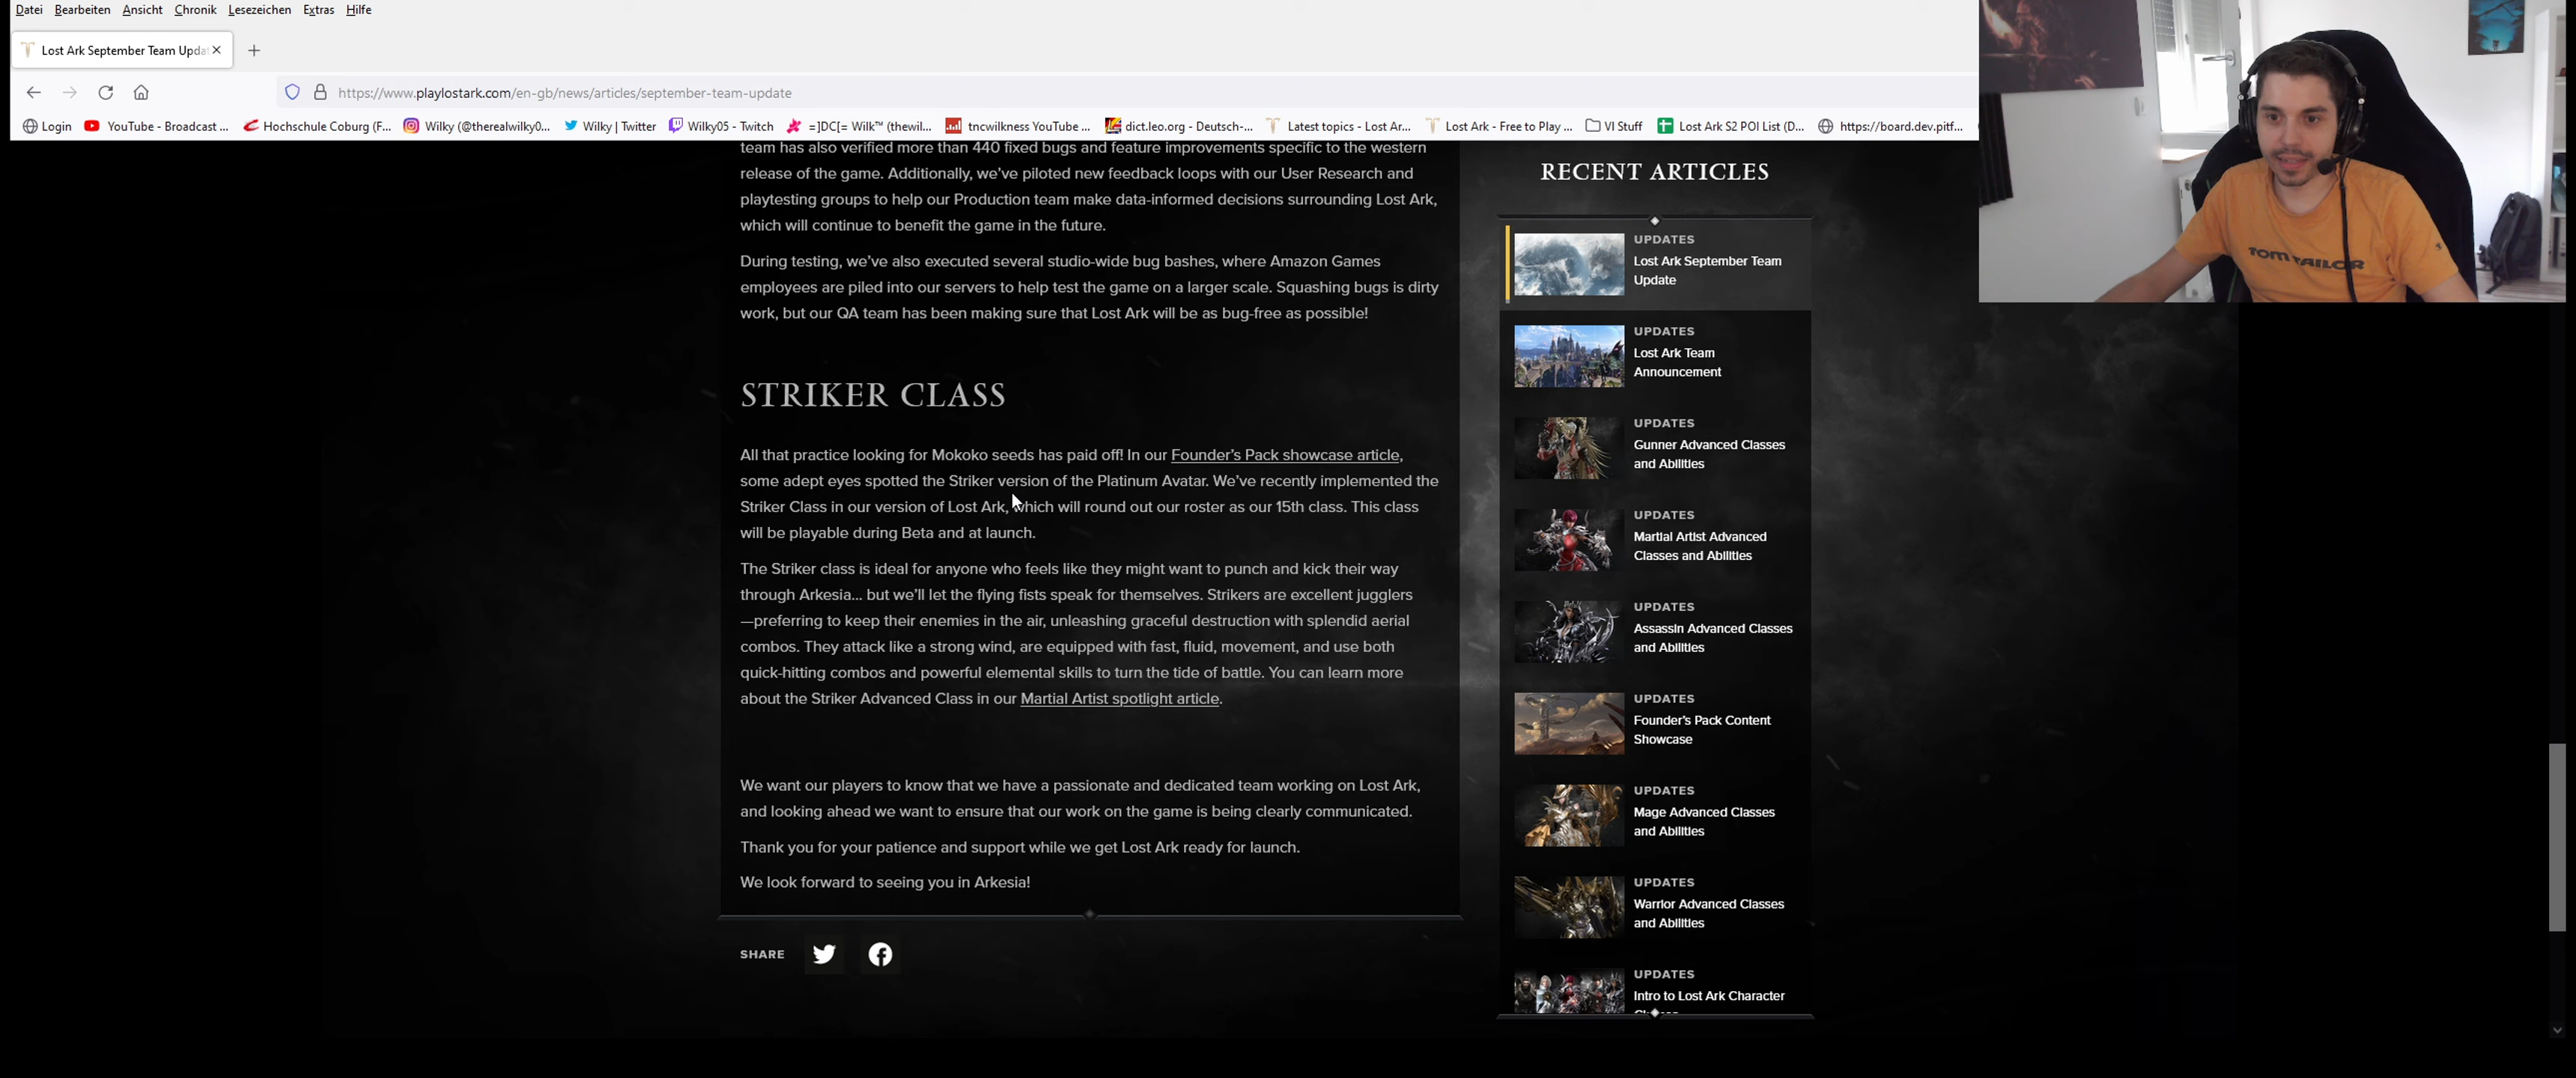 Datei Bearbeiten Ansicht Chronik Lesezeichen Extras Hilfe
Lost Ark September Team Upda
https://www.playlostark.com/en-gb/news/articles/september-team-update
Login YouTube - Broadcast ... Hochschule Coburg (F... Wilky (@therealwilky0... Wilky | Twitter Wilky05 - Twitch =]DC[= Wilk™ (thewil... tncwilkness YouTube ... dict.leo.org - Deutsch-... Latest topics - Lost Ar... Lost Ark - Free to Play ... VI Stuff Lost Ark S2 POI List (D... https://board.dev.pitf...
team has also verified more than 440 fixed bugs and feature improvements specific to the western
release of the game. Additionally, we've piloted new feedback loops with our User Research and
playtesting groups to help our Production team make data-informed decisions surrounding Lost Ark,
which will continue to benefit the game in the future.
During testing, we've also executed several studio-wide bug bashes, where Amazon Games
employees are piled into our servers to help test the game on a larger scale. Squashing bugs is dirty
work, but our QA team has been making sure that Lost Ark will be as bug-free as possible!
STRIKER CLASS
All that practice looking for Mokoko seeds has paid off! In our Founder's Pack showcase article,
some adept eyes spotted the Striker version of the Platinum Avatar. We've recently implemented the
Striker Class in our version of Lost Ark, which will round out our roster as our 15th class. This class
will be playable during Beta and at launch.
The Striker class is ideal for anyone who feels like they might want to punch and kick their way
through Arkesia... but we'll let the flying fists speak for themselves. Strikers are excellent jugglers
—preferring to keep their enemies in the air, unleashing graceful destruction with splendid aerial
combos. They attack like a strong wind, are equipped with fast, fluid, movement, and use both
quick-hitting combos and powerful elemental skills to turn the tide of battle. You can learn more
about the Striker Advanced Class in our Martial Artist spotlight article.
We want our players to know that we have a passionate and dedicated team working on Lost Ark,
and looking ahead we want to ensure that our work on the game is being clearly communicated.
Thank you for your patience and support while we get Lost Ark ready for launch.
We look forward to seeing you in Arkesia!
SHARE
RECENT ARTICLES
UPDATES
Lost Ark September Team
Update
UPDATES
Lost Ark Team
Announcement
UPDATES
Gunner Advanced Classes
and Abilities
UPDATES
Martial Artist Advanced
Classes and Abilities
UPDATES
Assassin Advanced Classes
and Abilities
UPDATES
Founder's Pack Content
Showcase
UPDATES
Mage Advanced Classes
and Abilities
UPDATES
Warrior Advanced Classes
and Abilities
UPDATES
Intro to Lost Ark Character
TOM TAILOR